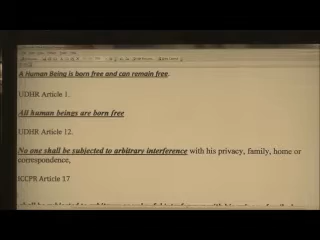 A Human Being is born free and can remain free.
UDHR Article 1.
All human beings are born free
UDHR Article 12.
No one shall be subjected to arbitrary interference with his privacy, family, home or
correspondence,
ICCPR Article 17